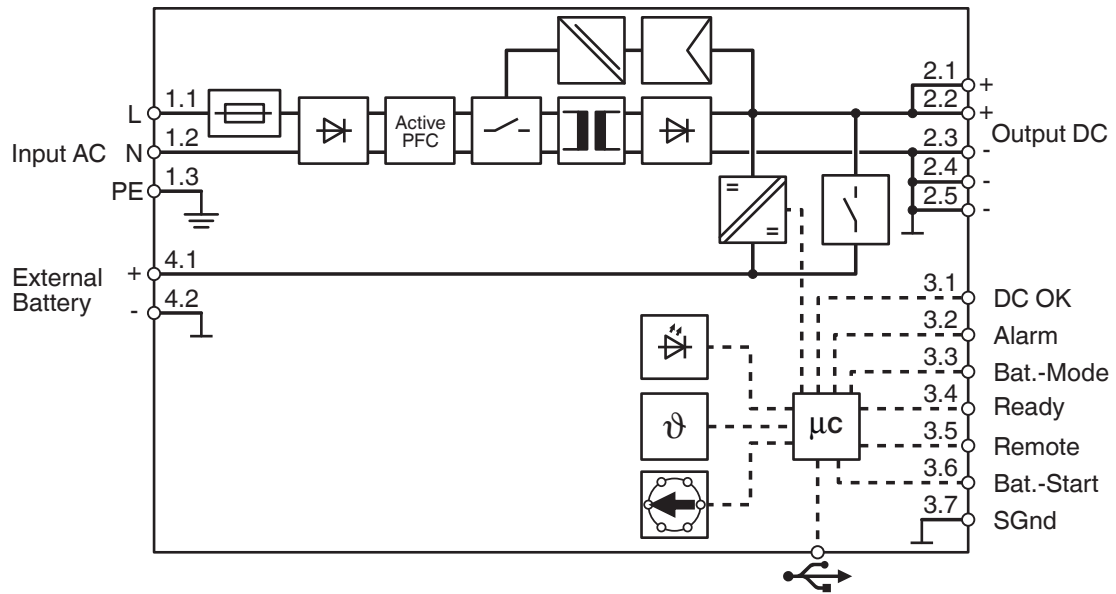 2.1
+
1.1
2.2
L
+
Active
PFC
Output DC
1.2
2.3
Input AC
N
-
2.4
-
1.3
PE
2.5
-
=
=
4.1
External
Battery
+
4.2
-
3.1
DC OK
3.2
Alarm
3.3
Bat.-Mode
3.4
Ready
ϑ
µc
3.5
Remote
3.6
Bat.-Start
3.7
SGnd